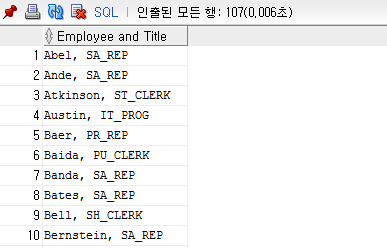 SQL | 인출된 모든 행: 107(0,006초)
Employee and Title
1 Abel, SA_REP
2 Ande, SA_REP
3 Atkinson, ST_CLERK
4 Austin, IT_PROG
5 Baer, PR_REP
6 Baida, PU_CLERK
7 Banda, SA_REP
8 Bates, SA_REP
9 Bell, SH_CLERK
10 Bernstein, SA_REP